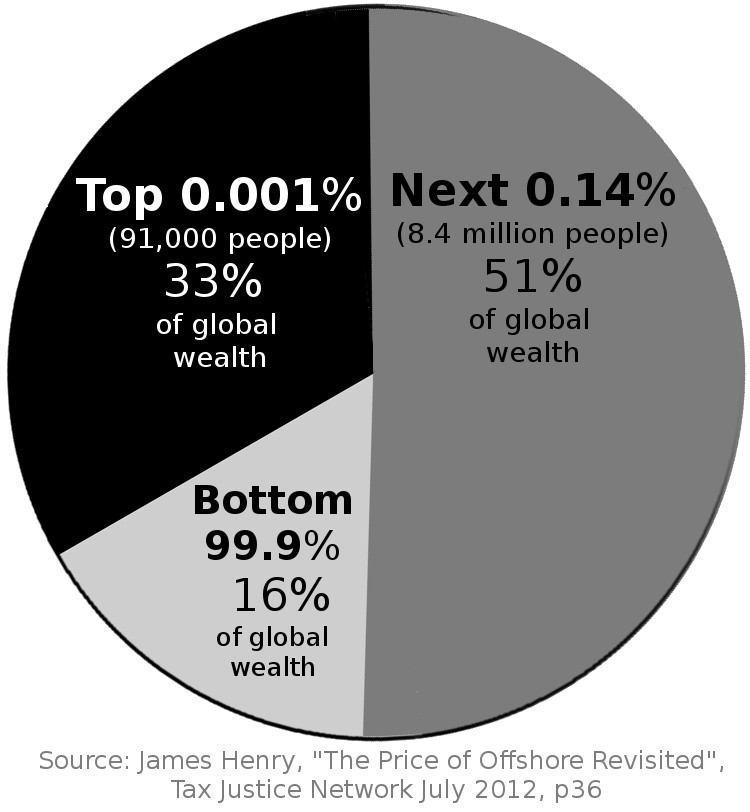 Top 0.001%
(91,000 people)
33%
of global
wealth
Next 0.14%
(8.4 million people)
51%
of global
wealth
Bottom
99.9%
16%
of global
wealth
Source: James Henry, "The Price of Offshore Revisited",
Tax Justice Network July 2012, p36